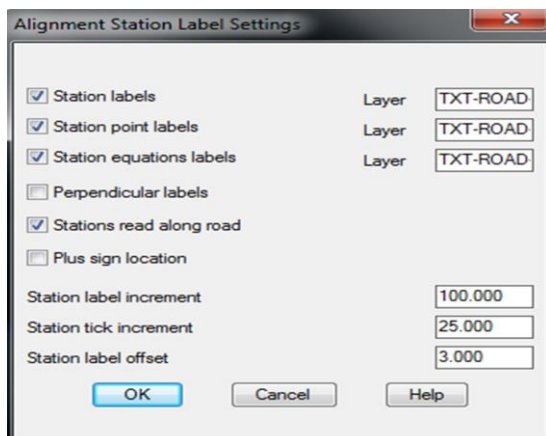 Alignment Station Label Settings
Station labels Layer TXT-ROAD
Station point labels Layer TXT-ROAD
Station equations labels Layer TXT-ROAD
Perpendicular labels
Stations read along road
Plus sign location
Station label increment 100.000
Station tick increment 25.000
Station label offset 3.000
OK Cancel Help